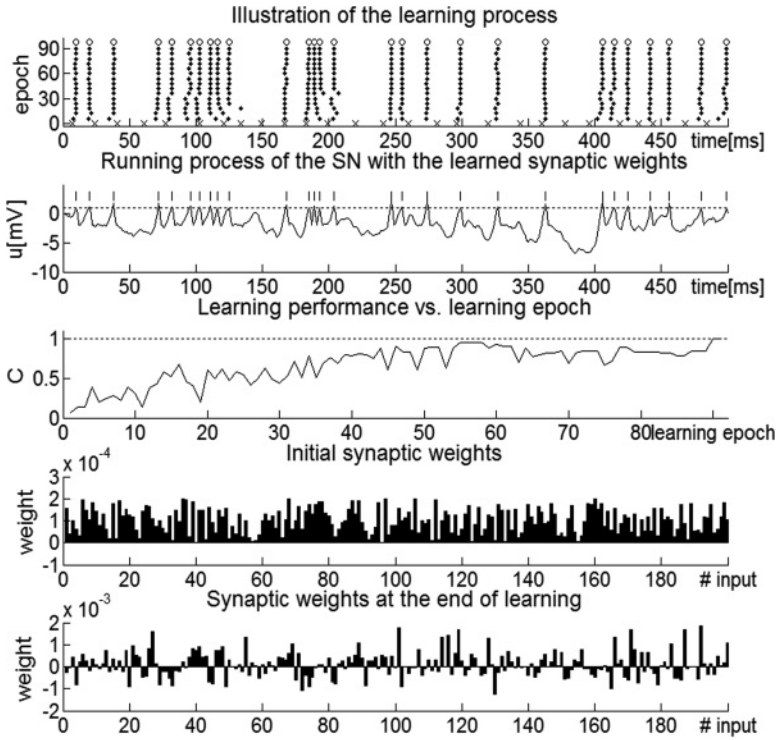 Illustration of the learning process
epoch
90
60
30
0
0 50 100 150 200 250 300 350 400 450 time[ms]
Running process of the SN with the learned synaptic weights
u[mV]
0
-5
-10
0 50 100 150 200 250 300 350 400 450 time[ms]
Learning performance vs. learning epoch
C
1
0.5
0
0 10 20 30 40 50 60 70 80 learning epoch
Initial synaptic weights
x 10-4
weight
3
2
1
0
-1
0 20 40 60 80 100 120 140 160 180 # input
Synaptic weights at the end of learning
x 10-3
weight
2
1
0
-1
-2
0 20 40 60 80 100 120 140 160 180 # input